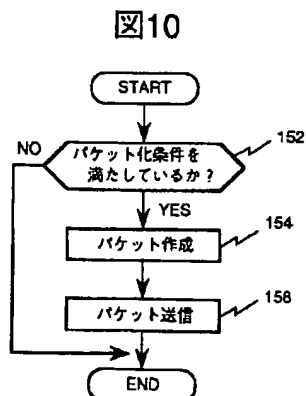 図10
START
パケット化条件を
満たしているか？
152
NO
YES
パケット作成
154
パケット送信
158
END